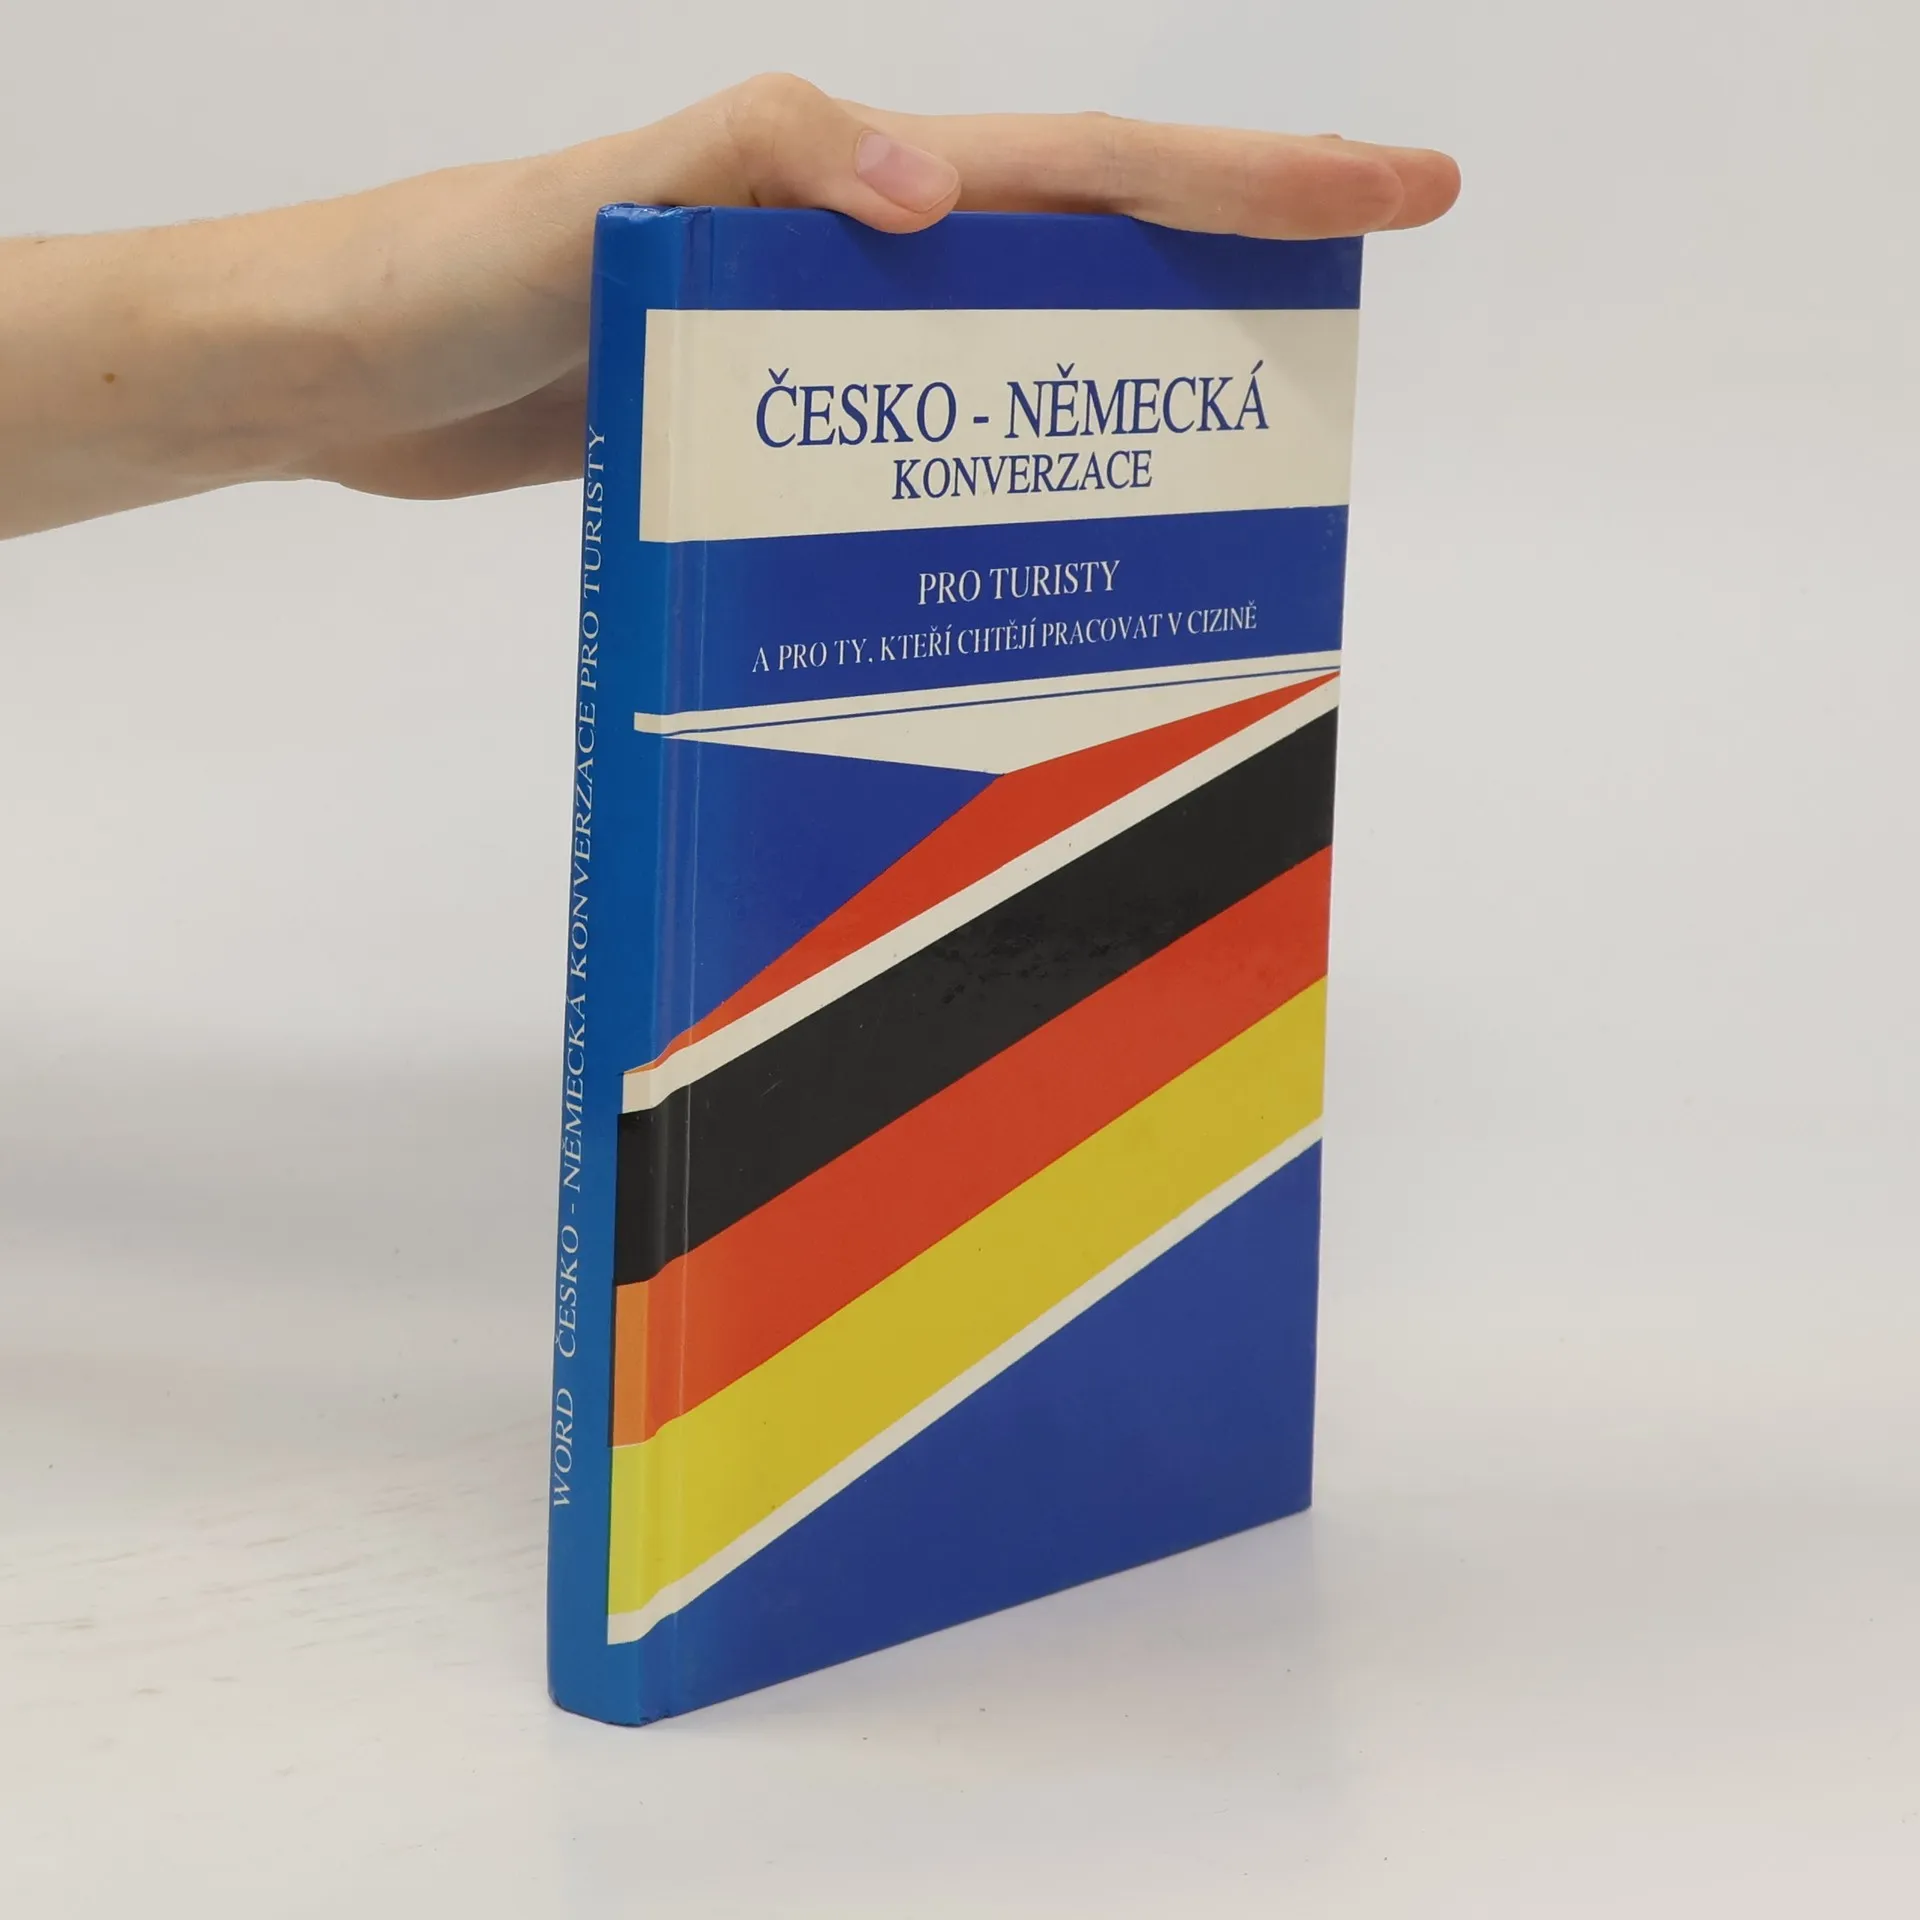 ČESKO - NĚMECKÁ
KONVERZACE
PRO TURISTY
A PRO TY, KTEŘÍ CHTĚJÍ PRACOVAT V CIZINĚ
WORD ČESKO - NĚMECKÁ KONVERZACE PRO TURISTY